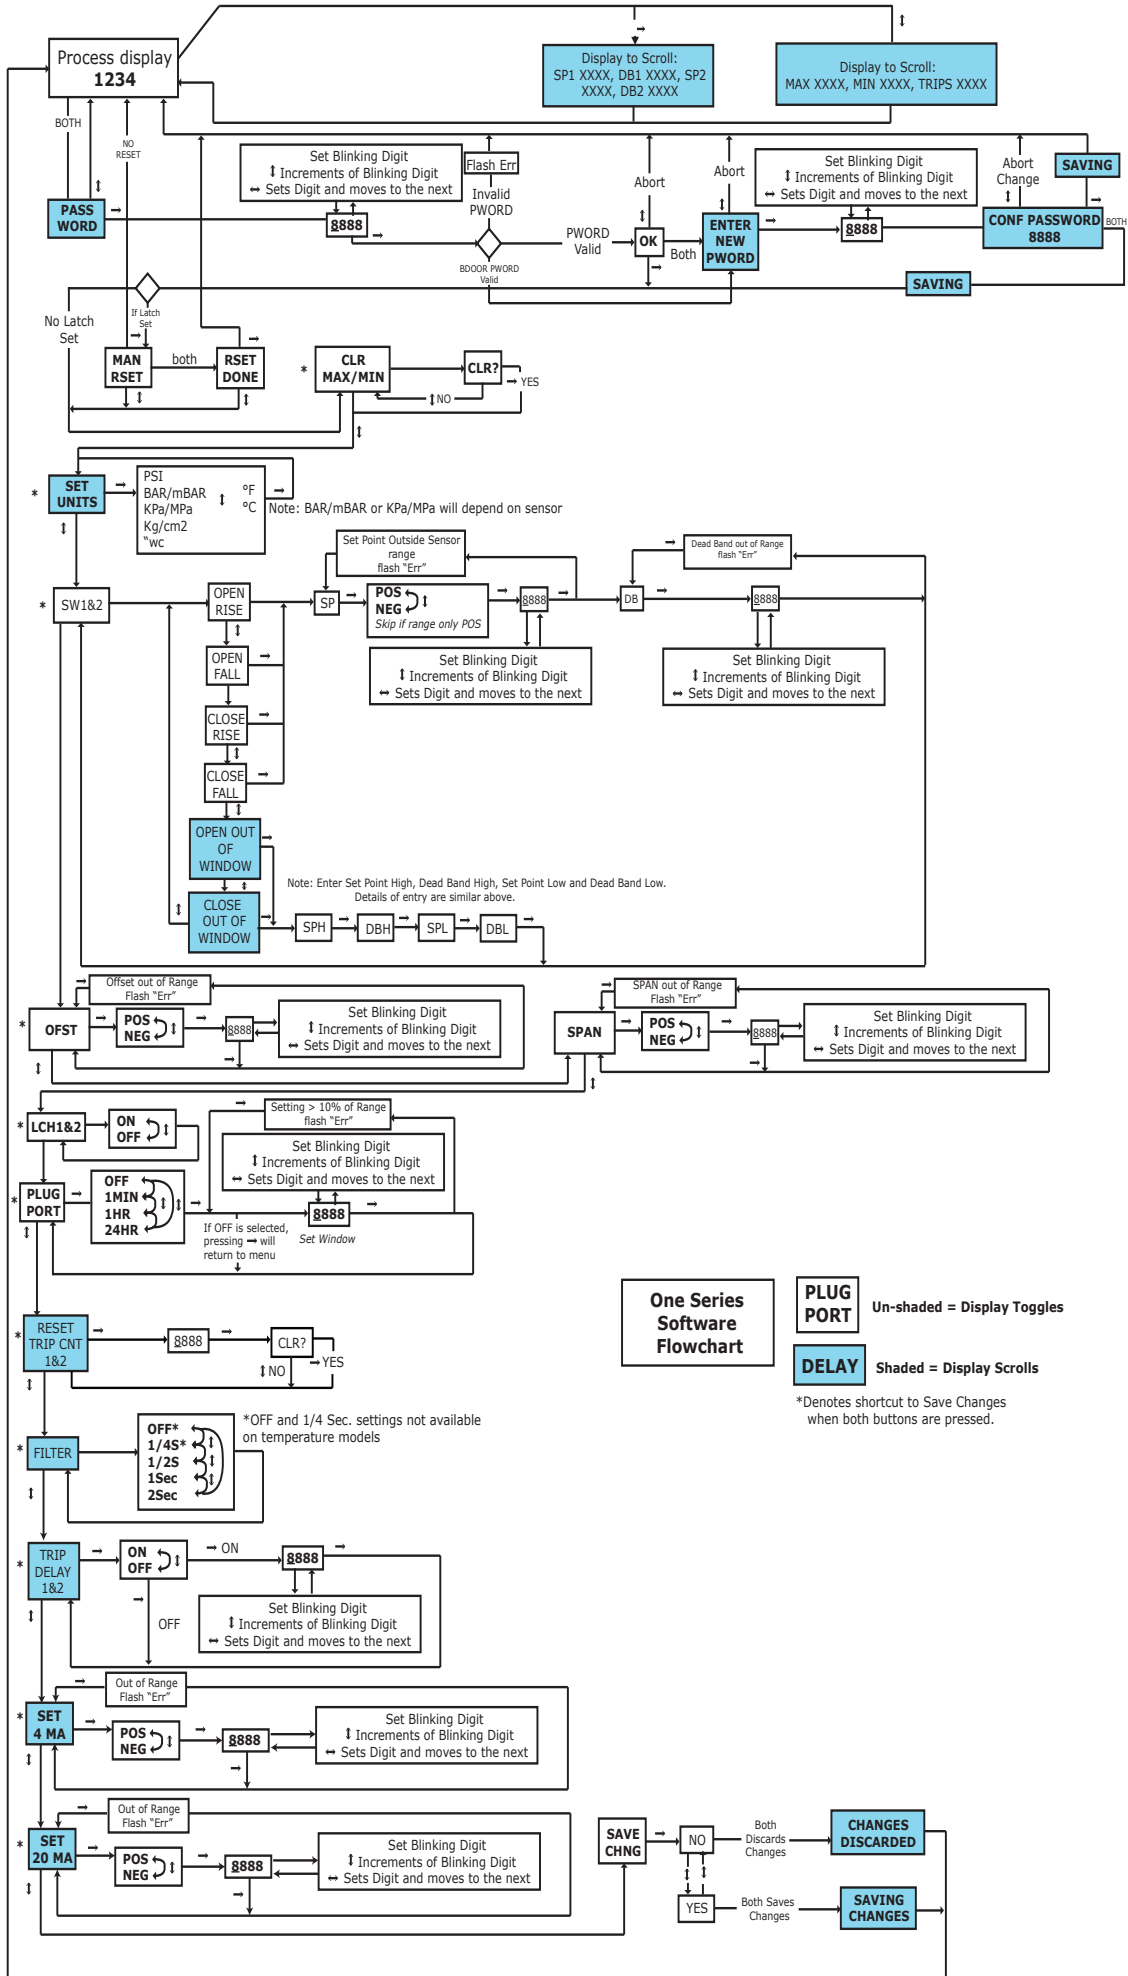 Process display
1234
Display to Scroll:
SP1 XXXX, DB1 XXXX, SP2
XXXX, DB2 XXXX
Display to Scroll:
MAX XXXX, MIN XXXX, TRIPS XXXX
BOTH
NO
RESET
Set Blinking Digit
↕ Increments of Blinking Digit
↔ Sets Digit and moves to the next
Flash Err
Invalid
PWORD
Abort
Abort
Set Blinking Digit
↕ Increments of Blinking Digit
↔ Sets Digit and moves to the next
Abort
Change
SAVING
PASS
WORD
8888
PWORD
Valid
OK
Both
ENTER
NEW
PWORD
8888
CONF PASSWORD
8888
BOTH
BDOOR PWORD
Valid
SAVING
No Latch
Set
If Latch
Set
MAN
RSET
both
RSET
DONE
*
CLR
MAX/MIN
CLR?
YES
NO
*
SET
UNITS
PSI
BAR/mBAR
KPa/MPa
Kg/cm2
"wc
°F
°C
Note: BAR/mBAR or KPa/MPa will depend on sensor
*
SW1&2
OPEN
RISE
OPEN
FALL
CLOSE
RISE
CLOSE
FALL
OPEN OUT
OF
WINDOW
CLOSE
OUT OF
WINDOW
Set Point Outside Sensor
range
flash "Err"
SP
POS
NEG
Skip if range only POS
8888
Set Blinking Digit
↕ Increments of Blinking Digit
↔ Sets Digit and moves to the next
Dead Band out of Range
flash "Err"
DB
8888
Set Blinking Digit
↕ Increments of Blinking Digit
↔ Sets Digit and moves to the next
Note: Enter Set Point High, Dead Band High, Set Point Low and Dead Band Low.
Details of entry are similar above.
SPH
DBH
SPL
DBL
Offset out of Range
Flash "Err"
*
OFST
POS
NEG
8888
Set Blinking Digit
↕ Increments of Blinking Digit
↔ Sets Digit and moves to the next
SPAN out of Range
Flash "Err"
SPAN
POS
NEG
8888
Set Blinking Digit
↕ Increments of Blinking Digit
↔ Sets Digit and moves to the next
*
LCH1&2
ON
OFF
Setting > 10% of Range
flash "Err"
Set Blinking Digit
↕ Increments of Blinking Digit
↔ Sets Digit and moves to the next
*
PLUG
PORT
OFF
1MIN
1HR
24HR
If OFF is selected,
pressing → will
return to menu
8888
Set Window
One Series
Software
Flowchart
PLUG
PORT
Un-shaded = Display Toggles
DELAY
Shaded = Display Scrolls
*Denotes shortcut to Save Changes
when both buttons are pressed.
*
RESET
TRIP CNT
1&2
8888
CLR?
YES
NO
*
FILTER
OFF*
1/4S*
1/2S
1Sec
2Sec
*OFF and 1/4 Sec. settings not available
on temperature models
*
TRIP
DELAY
1&2
ON
OFF
→ ON
OFF
8888
Set Blinking Digit
↕ Increments of Blinking Digit
↔ Sets Digit and moves to the next
Out of Range
Flash "Err"
*
SET
4 MA
POS
NEG
8888
Set Blinking Digit
↕ Increments of Blinking Digit
↔ Sets Digit and moves to the next
Out of Range
Flash "Err"
*
SET
20 MA
POS
NEG
8888
Set Blinking Digit
↕ Increments of Blinking Digit
↔ Sets Digit and moves to the next
SAVE
CHNG
NO
Both
Discards
Changes
CHANGES
DISCARDED
YES
Both Saves
Changes
SAVING
CHANGES